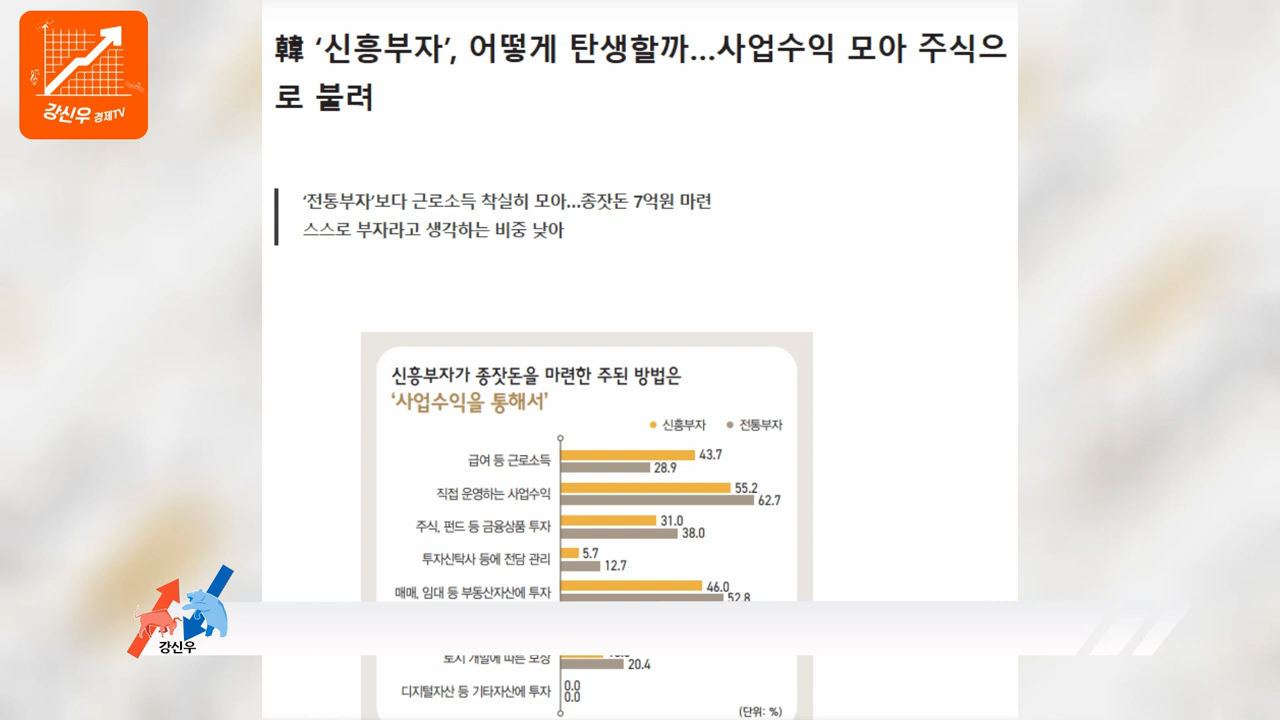 강신우 경제TV
韓 ‘신흥부자’, 어떻게 탄생할까…사업수익 모아 주식으
로 불려
‘전통부자’보다 근로소득 착실히 모아…종잣돈 7억원 마련
스스로 부자라고 생각하는 비중 낮아
신흥부자가 종잣돈을 마련한 주된 방법은
‘사업수익을 통해서’
신흥부자 전통부자
급여 등 근로소득 43.7 28.9
직접 운영하는 사업수익 55.2 62.7
주식, 펀드 등 금융상품 투자 31.0 38.0
투자신탁사 등에 전담 관리 5.7 12.7
매매, 임대 등 부동산자산에 투자 46.0 52.8
강신우
토지 개발에 따른 보상 20.4
디지털자산 등 기타자산에 투자 0.0 0.0
(단위: %)